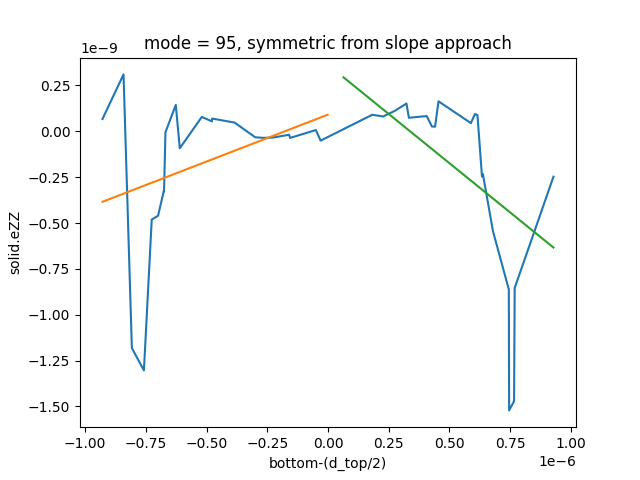 mode = 95, symmetric from slope approach
1e−9
0.25
0.00
−0.25
−0.50
−0.75
−1.00
−1.25
−1.50
solid.eZZ
−1.00 −0.75 −0.50 −0.25 0.00 0.25 0.50 0.75 1.00
bottom-(d_top/2)
1e−6